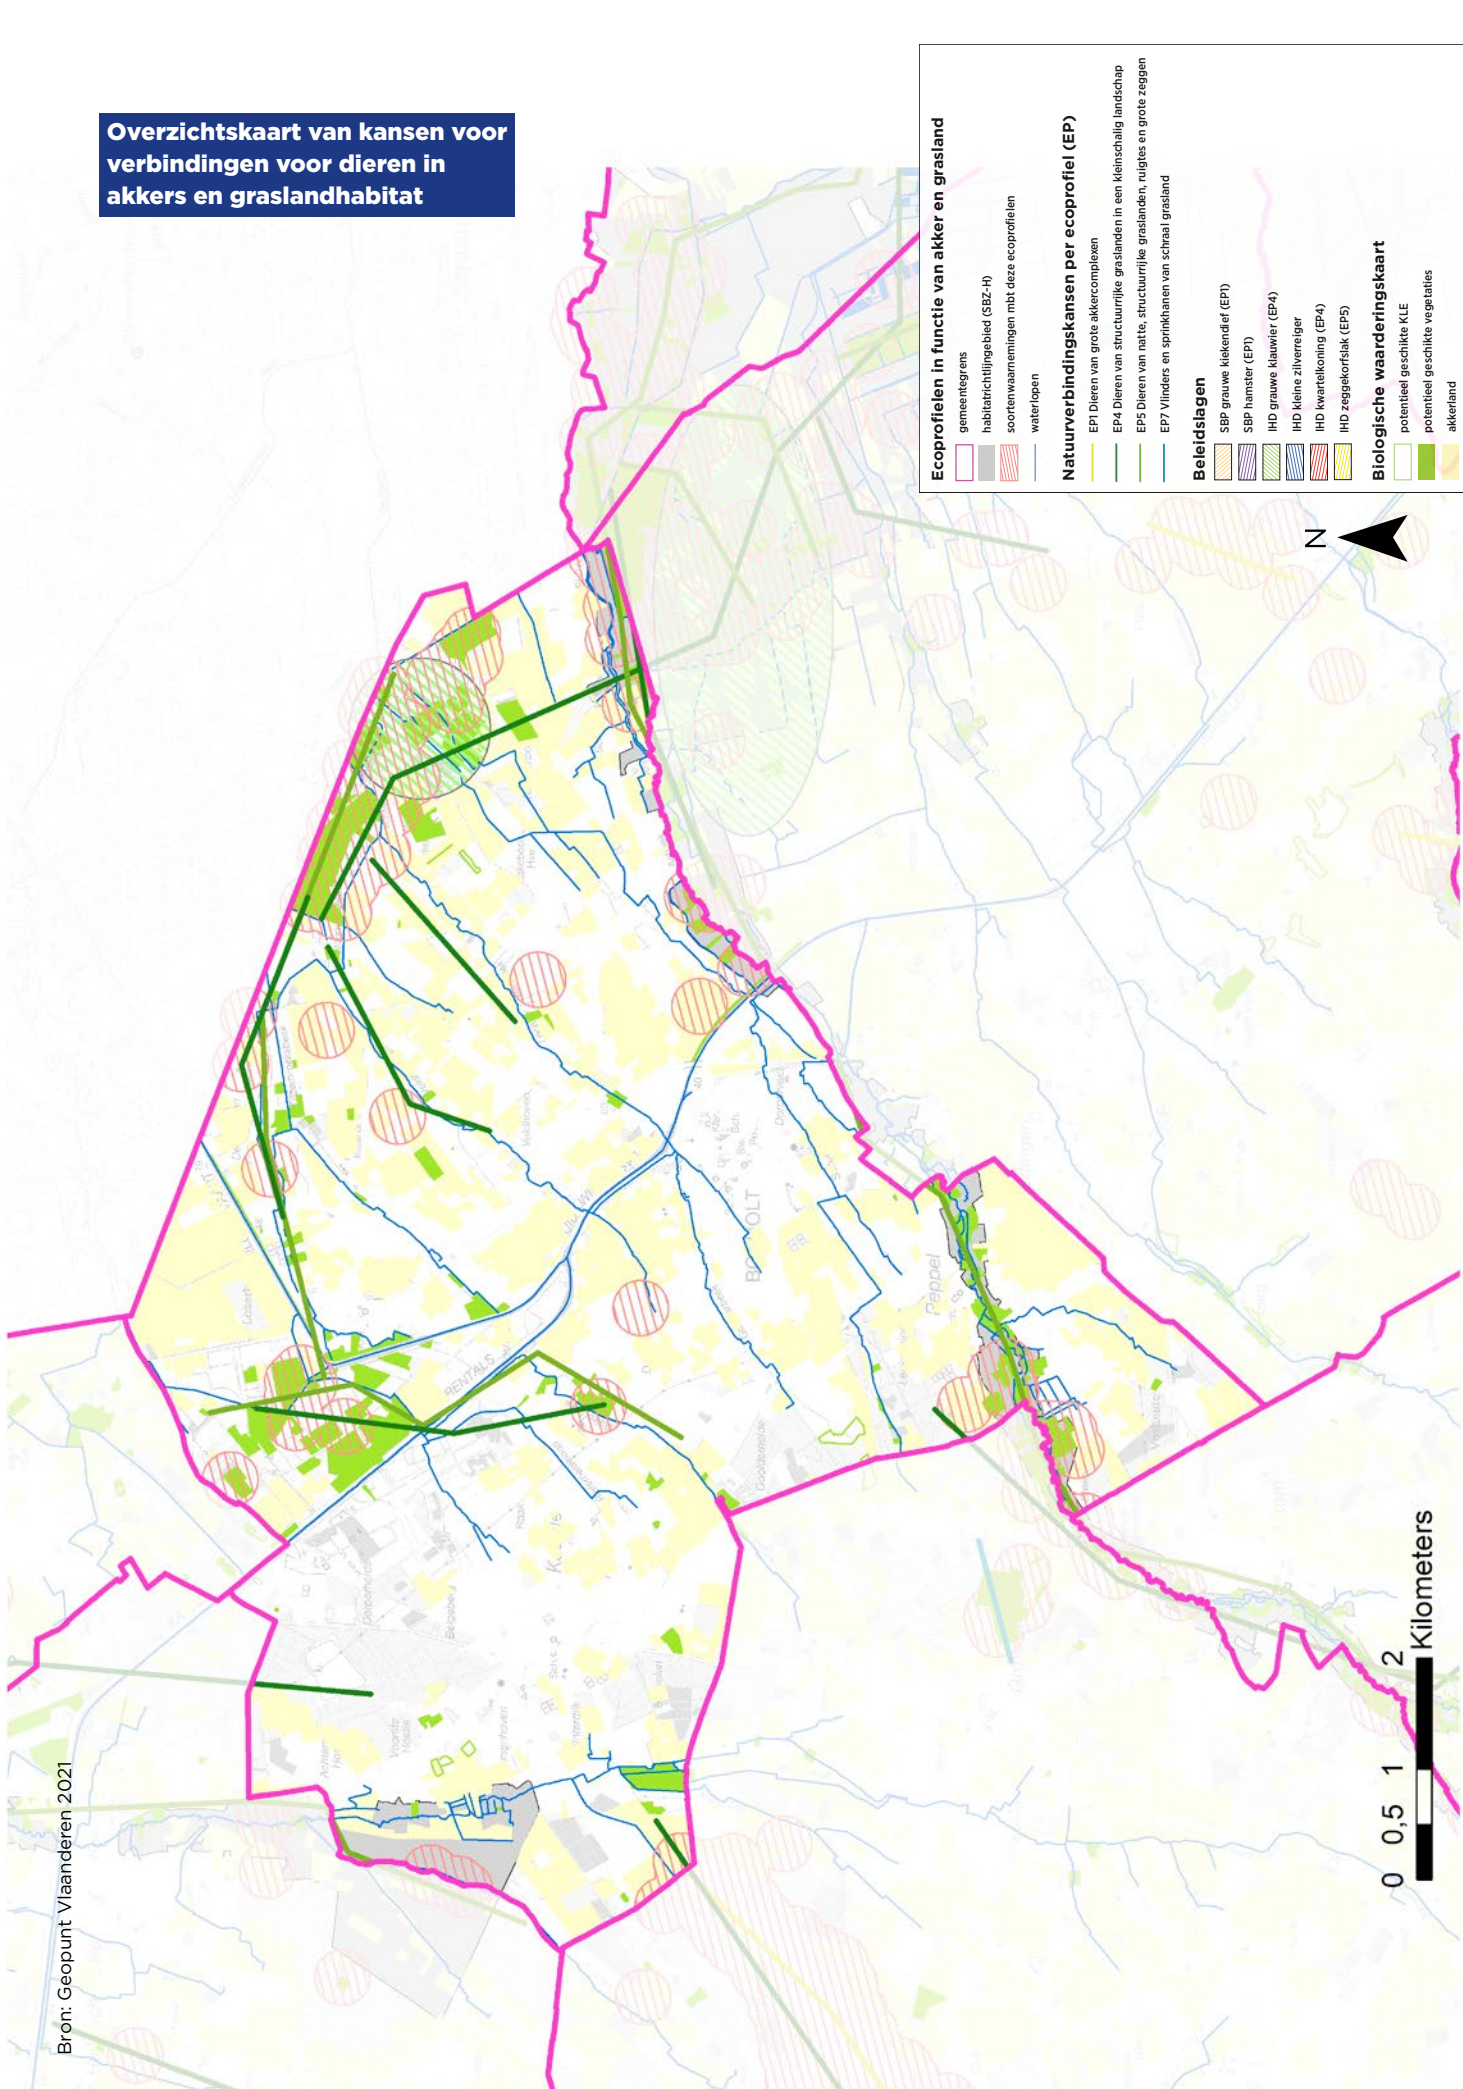 Overzichtskaart van kansen voor
verbindingen voor dieren in
akkers en graslandhabitat
Ecoprofielen in functie van akker en grasland
gemeentegrens
habitatrichtlijngebied (SBZ-H)
soortenwaarnemingen mbt deze ecoprofielen
waterlopen
Natuurverbindingskansen per ecoprofiel (EP)
EP1 Dieren van grote akkercomplexen
EP4 Dieren van structuurrijke graslanden in een kleinschalig landschap
EP5 Dieren van natte, structuurrijke graslanden, ruigtes en grote zeggen
EP7 Vlinders en sprinkhanen van schraal grasland
Beleidslagen
SBP grauwe kiekendief (EP1)
SBP hamster (EP1)
IHD grauwe klauwier (EP4)
IHD kleine zilverreiger
IHD kwartelkoning (EP4)
IHD zeggekorfslak (EP5)
Biologische waarderingskaart
potentieel geschikte KLE
potentieel geschikte vegetaties
akkerland
N
Peppel
RENTALS
40
0 0,5 1 2
Kilometers
Bron: Geopunt Vlaanderen 2021